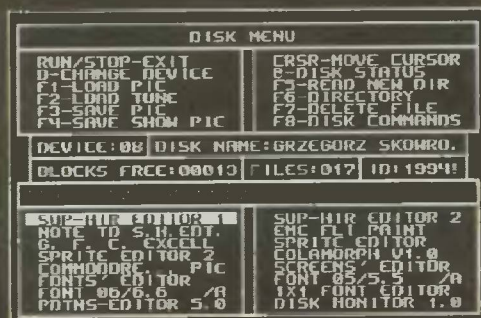 DISK MENU
RUN/STOP-EXIT
D-CHANGE DEVICE
F1-LOAD PIC
F2-LOAD TUNE
F3-SAVE PIC
F4-SAVE SHOW PIC
CRSR-MOVE CURSOR
@-DISK STATUS
F5-READ NEW DIR
F6-DIRECTORY
F7-DELETE FILE
F8-DISK COMMANDS
DEVICE:08 DISK NAME:GRZEGORZ SKOWRO.
BLOCKS FREE:00013 FILES:017 ID:1994!
SUP-HIR EDITOR 1
NOTE TO S.H.EDT.
G. F. C. EXCELL
SPRITE EDITOR 2
COMMODORE. PIC
FONTS EDITOR
FONT 06/6.6 /A
POTHS-EDITOR 5.0
SUP-HIR EDITOR 2
EMC FLI PAINT
SPRITE EDITOR
COLAMORPH V1.0
SCREENS' EDITOR
FONT 05/5.5 /A
1X1 FONT EDITOR
DISK MONITOR 1.0